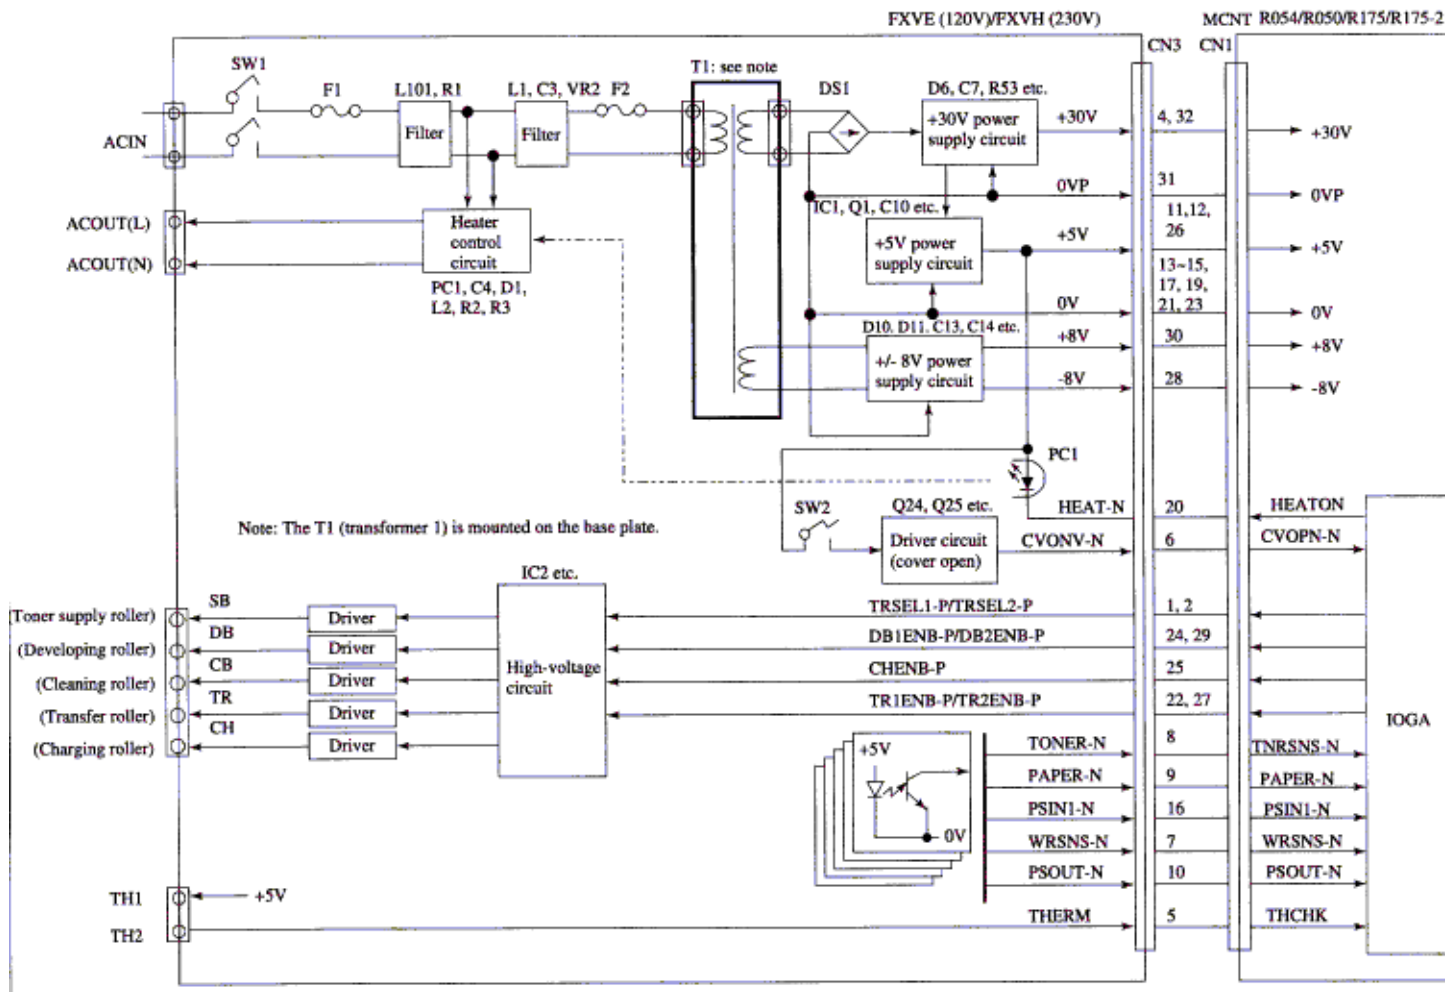 FXVE (120V)/FXVH (230V)
MCNT R054/R050/R175/R175-2
CN3 CN1
SW1
F1
L101, R1
L1, C3, VR2
F2
T1: see note
DS1
D6, C7, R53 etc.
Filter
Filter
+30V power
supply circuit
+30V
4, 32
+30V
ACIN
0VP
31
0VP
ACOUT(L)
ACOUT(N)
Heater
control
circuit
PC1, C4, D1,
L2, R2, R3
IC1, Q1, C10 etc.
+5V power
supply circuit
+5V
11,12,
26
+5V
13~15,
17, 19,
21, 23
0V
0V
D10. D11. C13, C14 etc.
+/- 8V power
supply circuit
+8V
30
+8V
-8V
28
-8V
PC1
SW2
Q24, Q25 etc.
HEAT-N
20
HEATON
Note: The T1 (transformer 1) is mounted on the base plate.
Driver circuit
(cover open)
CVONV-N
6
CVOPN-N
IC2 etc.
High-voltage
circuit
(Toner supply roller)
SB
Driver
TRSEL1-P/TRSEL2-P
1, 2
(Developing roller)
DB
Driver
DB1ENB-P/DB2ENB-P
24, 29
(Cleaning roller)
CB
Driver
CHENB-P
25
(Transfer roller)
TR
Driver
TR1ENB-P/TR2ENB-P
22, 27
(Charging roller)
CH
Driver
IOGA
+5V
0V
TONER-N
8
TNRSNS-N
PAPER-N
9
PAPER-N
PSIN1-N
16
PSIN1-N
WRSNS-N
7
WRSNS-N
PSOUT-N
10
PSOUT-N
TH1
+5V
TH2
THERM
5
THCHK